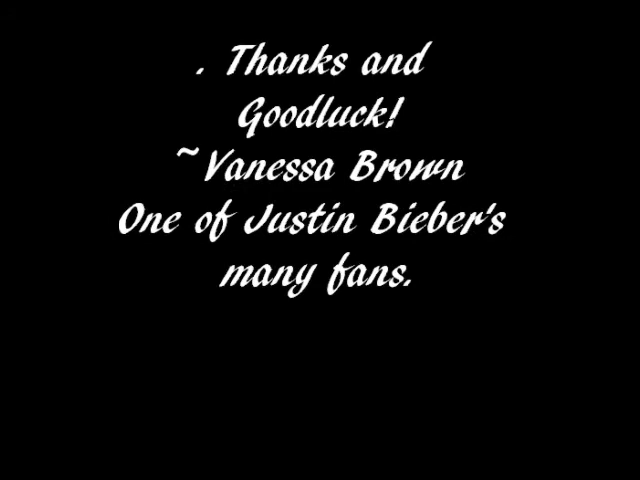 . Thanks and
Goodluck!
~Vanessa Brown
One of Justin Bieber's
many fans.